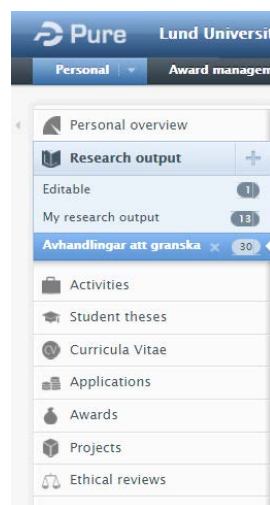 Pure Lund Universit
Personal Award managem
Personal overview
Research output +
Editable 1
My research output 13
Avhandlingar att granska × 30
Activities
Student theses
Curricula Vitae
Applications
Awards
Projects
Ethical reviews